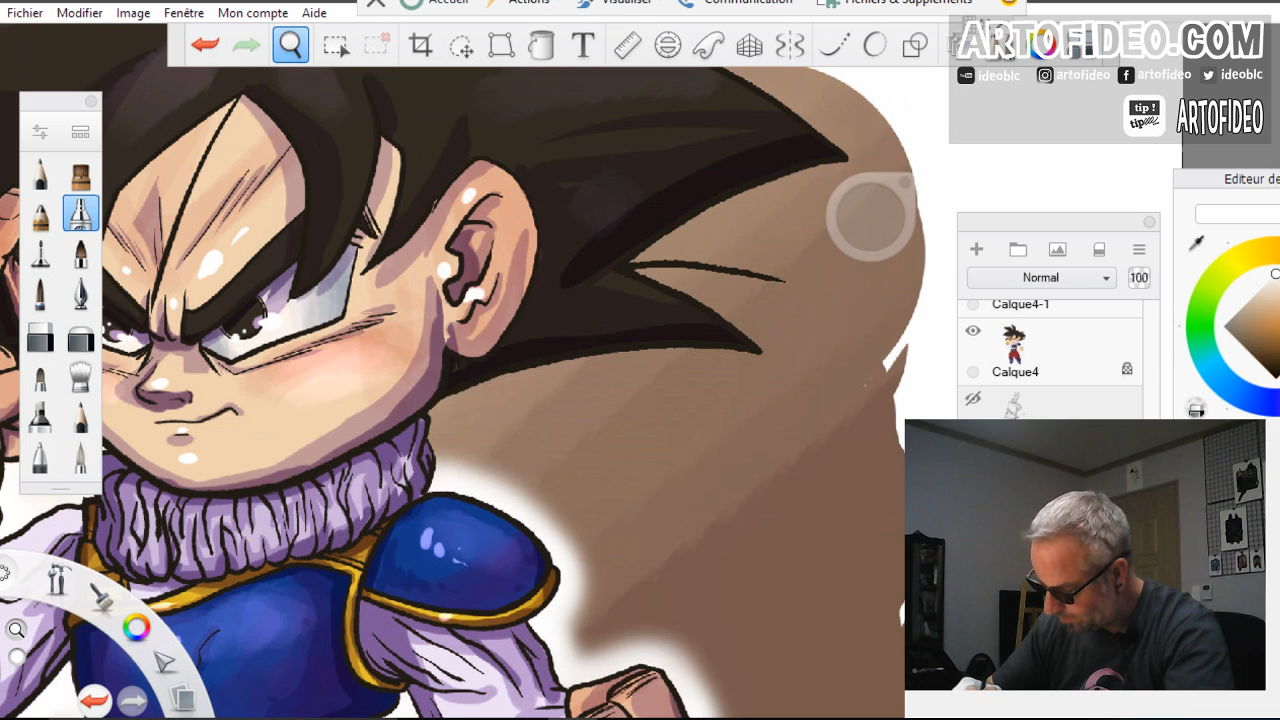 Accueil Actions Visualiser Communication Fichiers & Suppléments
Fichier Modifier Image Fenêtre Mon compte Aide
ARTOFIDEO.COM
ideoblc artofideo artofideo ideoblc
tip !
tip
ARTOFIDEO
Editeur de
Normal 100
Calque4-1
Calque4